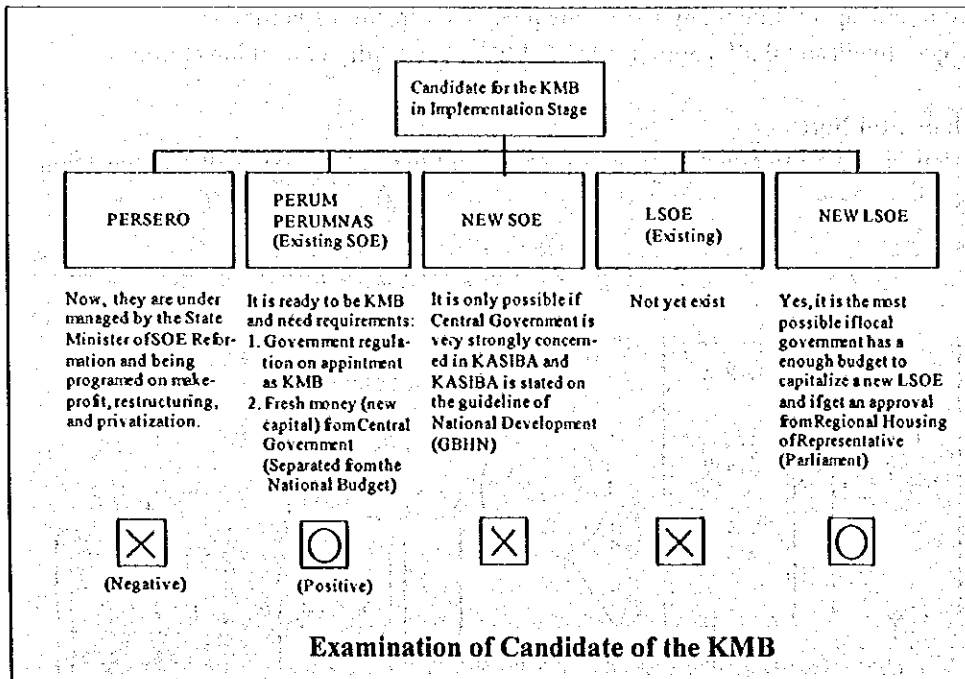 Candidate for the KMB
in Implementation Stage
PERSERO
PERUM
PERUMNAS
(Existing SOE)
NEW SOE
LSOE
(Existing)
NEW LSOE
Now, they are under
managed by the State
Minister of SOE Refor-
mation and being
programed on make-
profit, restructuring,
and privatization.
It is ready to be KMB
and need requirements:
1. Government regula-
tion on appintment
as KMB
2. Fresh money (new
capital) from Central
Government
(Separated from the
National Budget)
It is only possible if
Central Government is
very strongly concern-
ed in KASIBA and
KASIBA is stated on
the guideline of
National Development
(GBHN)
Not yet exist
Yes, it is the most
possible if local
government has a
enough budget to
capitalize a new LSOE
and if get an approval
from Regional Housing
of Representative
(Parliament)
(Negative)
(Positive)
Examination of Candidate of the KMB